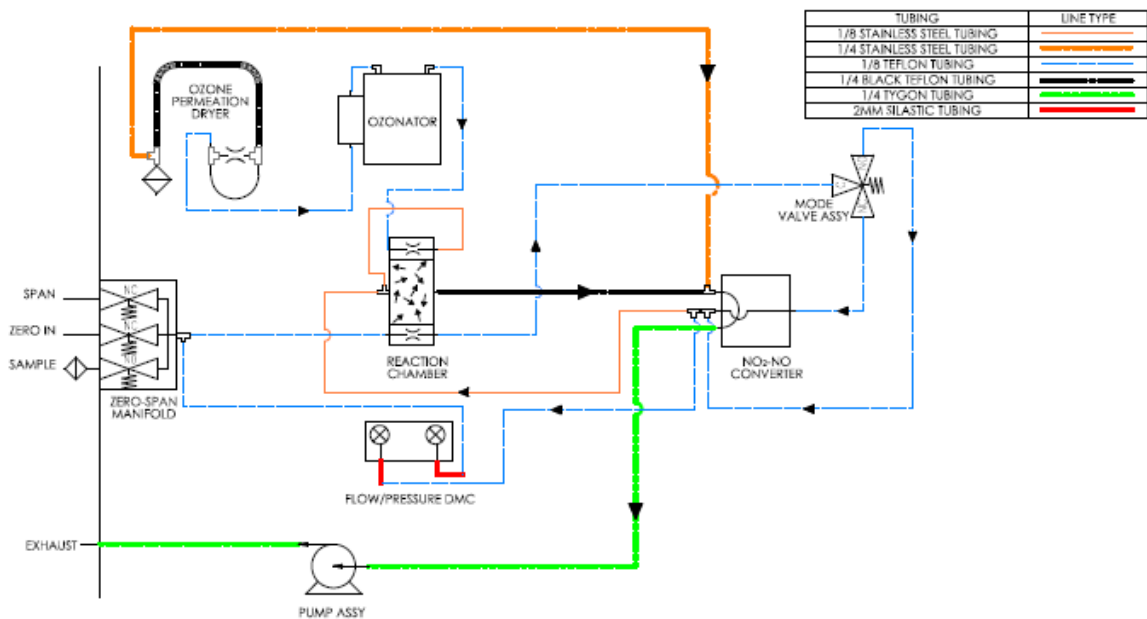 TUBING LINE TYPE
1/8 STAINLESS STEEL TUBING
1/4 STAINLESS STEEL TUBING
1/8 TEFLON TUBING
1/4 BLACK TEFLON TUBING
1/4 TYGON TUBING
2MM SILASTIC TUBING
OZONE
PERMEATION
DRYER
OZONATOR
MODE
VALVE ASSY
SPAN
NC
ZERO IN
NC
SAMPLE
ZERO-SPAN
MANIFOLD
REACTION
CHAMBER
NO₂-NO
CONVERTER
FLOW/PRESSURE DMC
EXHAUST
PUMP ASSY